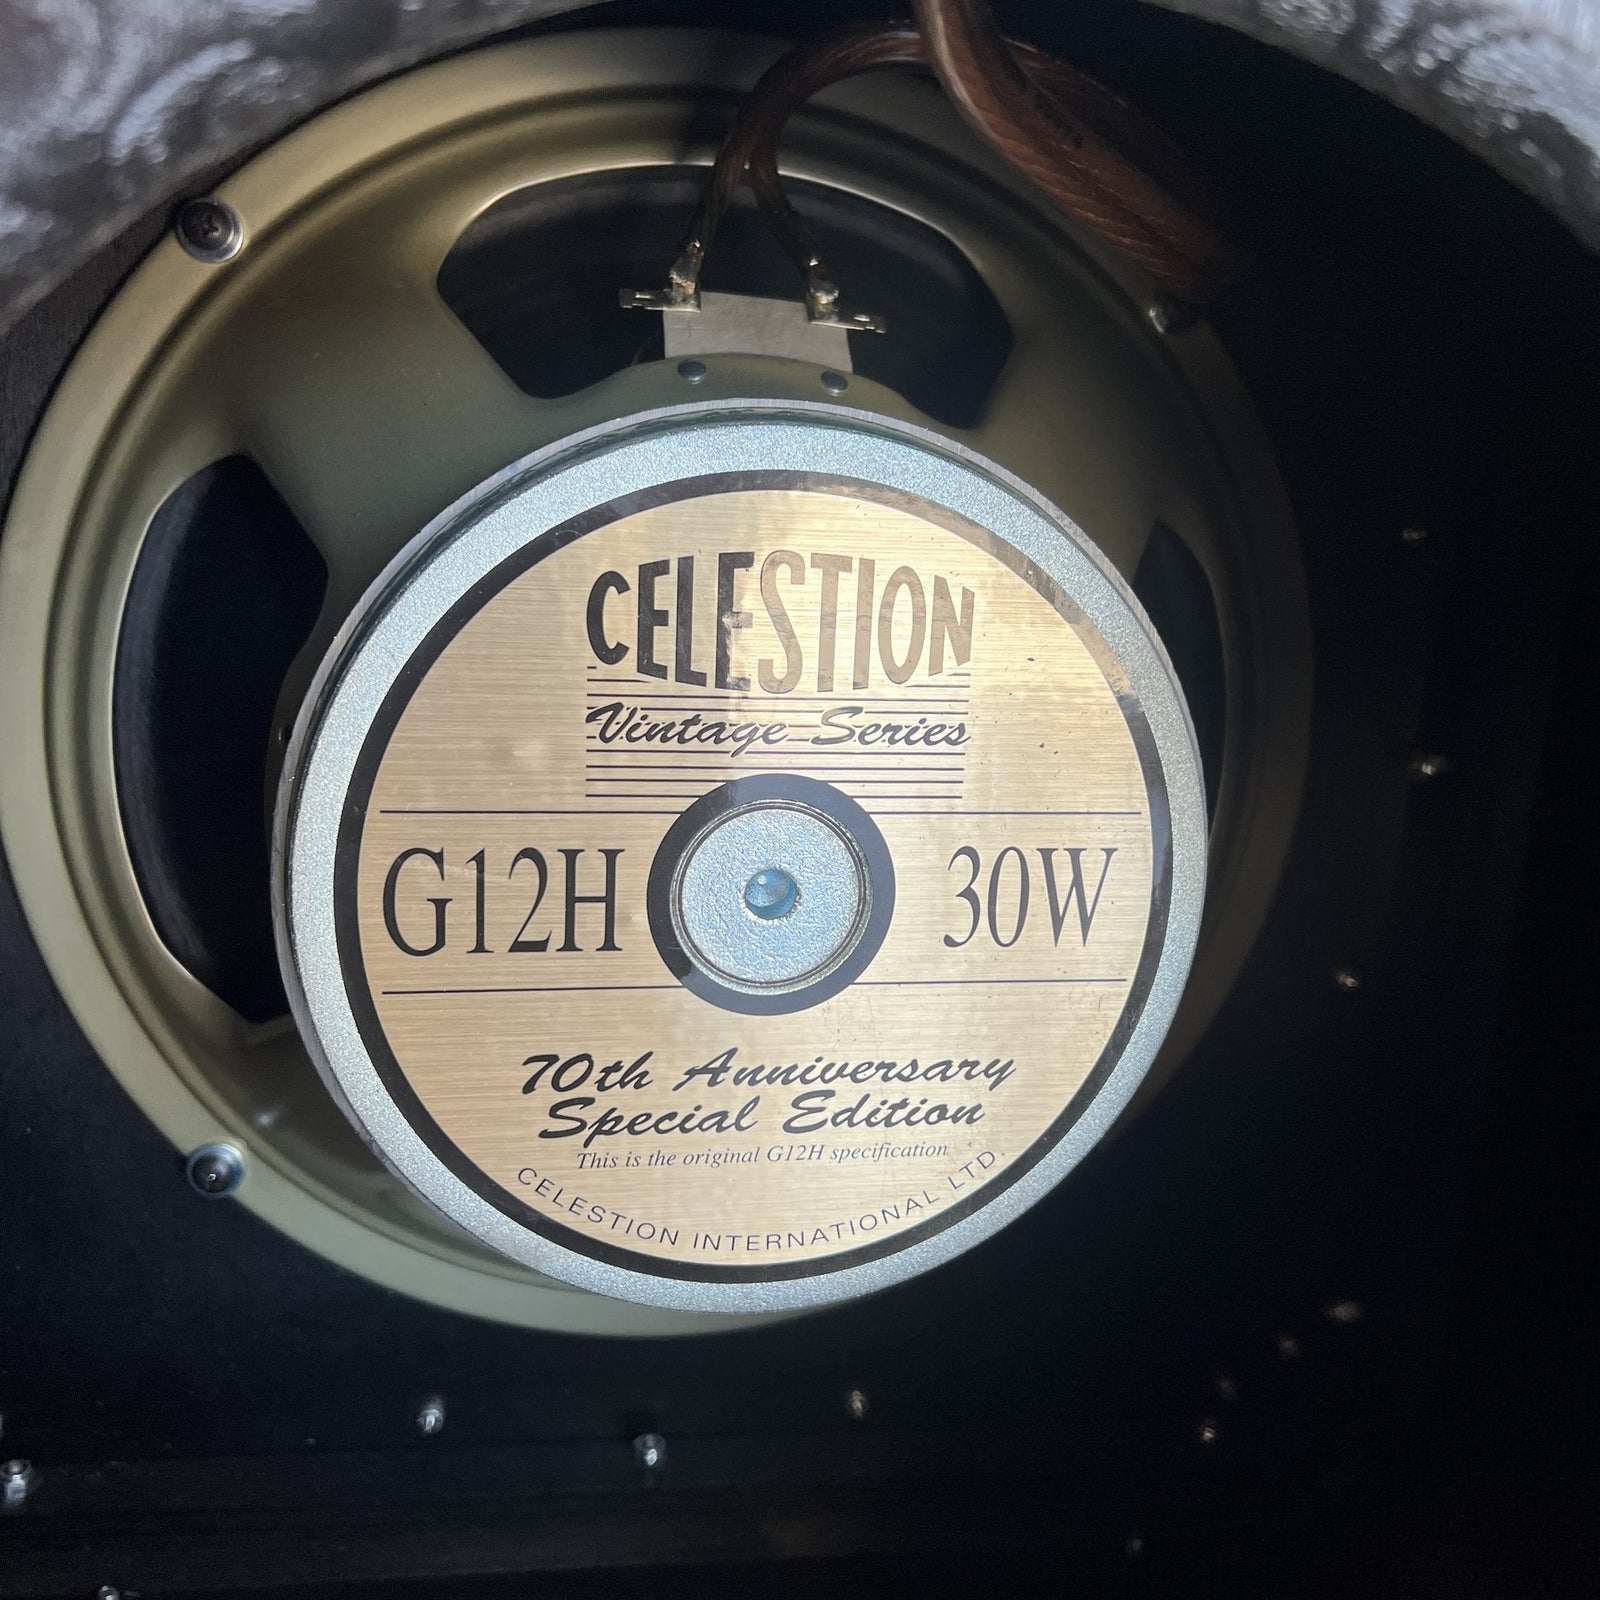 CELESTION
Vintage Series
G12H 30W
70th Anniversary
Special Edition
This is the original G12H specification
CELESTION INTERNATIONAL LTD.